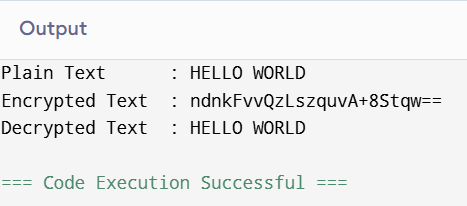 Output
Plain Text      : HELLO WORLD
Encrypted Text  : ndnkFvvQzLszquvA+8Stqw==
Decrypted Text  : HELLO WORLD
=== Code Execution Successful ===